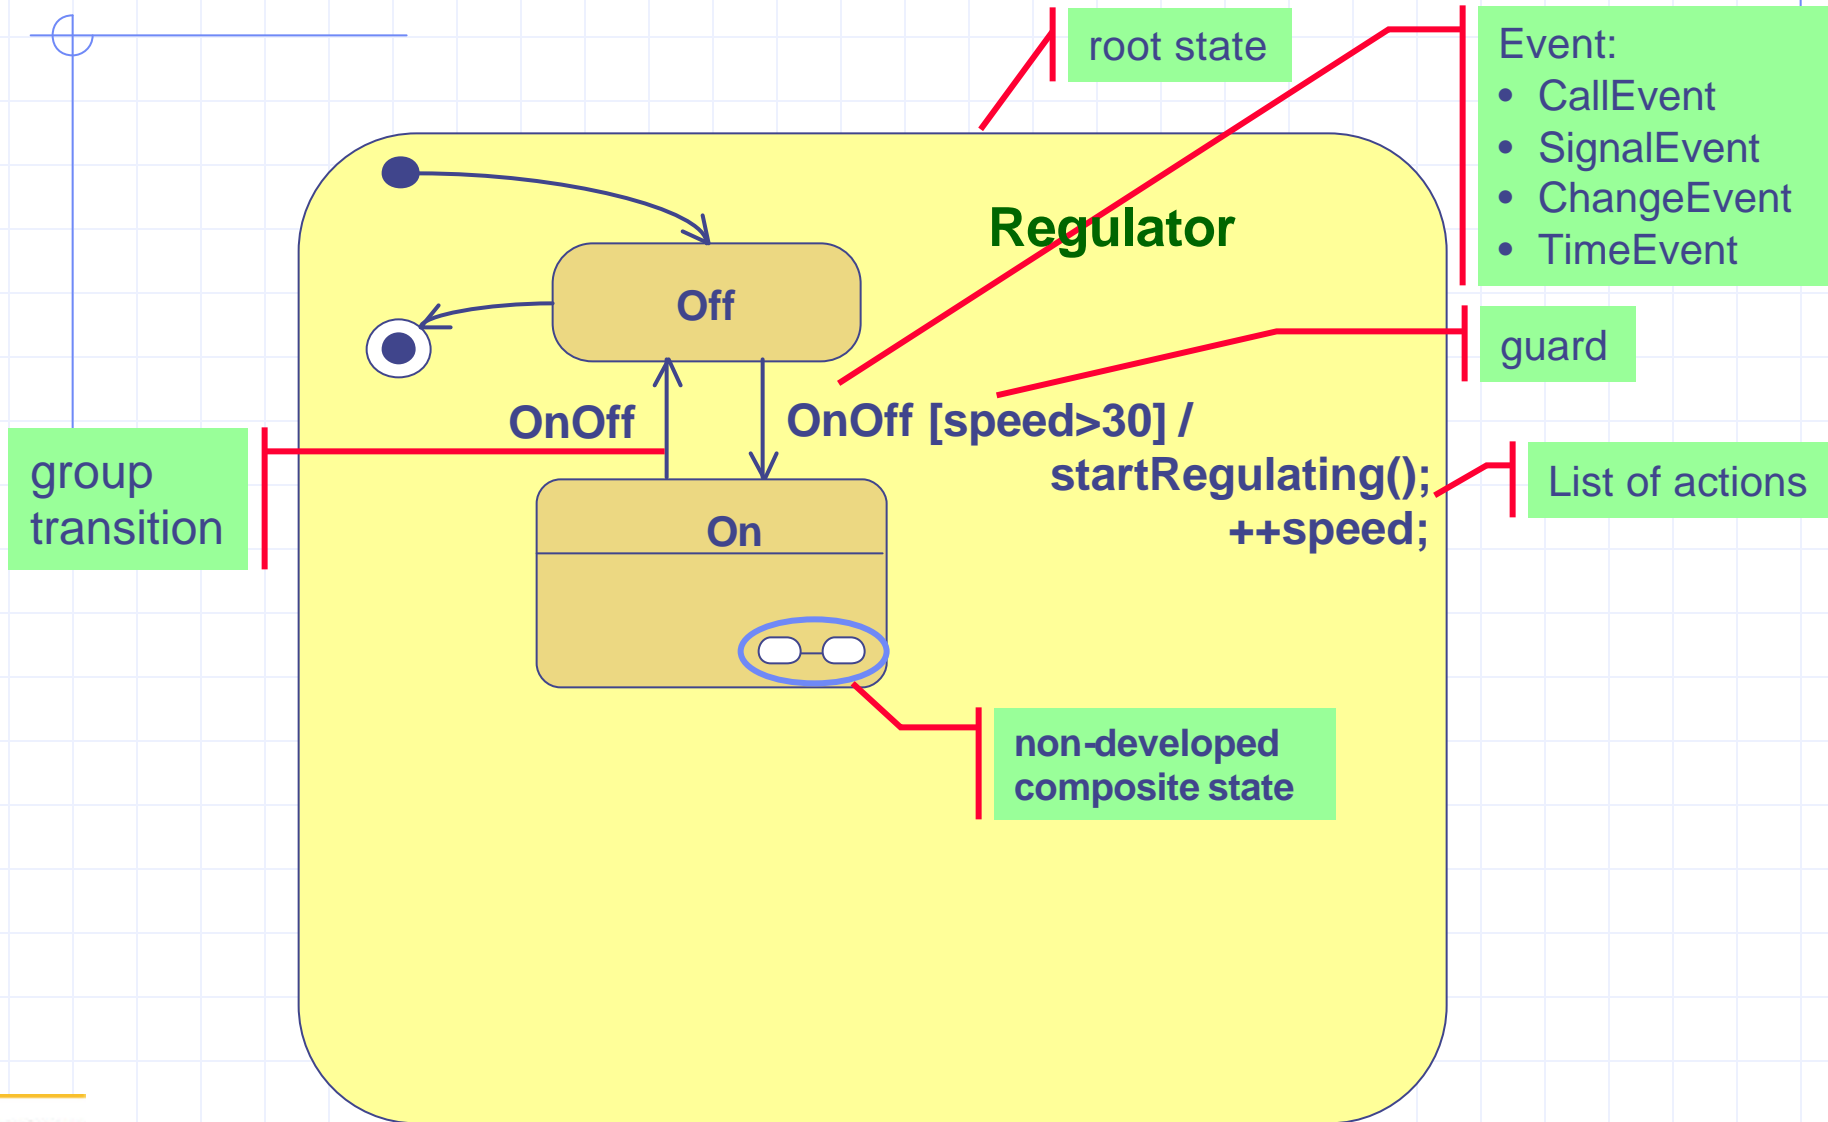 root state
Event:
• CallEvent
• SignalEvent
• ChangeEvent
• TimeEvent
Regulator
Off
guard
OnOff
OnOff [speed>30] /
startRegulating();
++speed;
group
transition
List of actions
On
non-developed
composite state